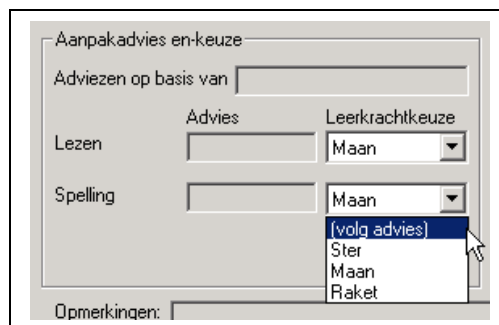 Aanpakadvies en-keuze
Adviezen op basis van
Advies Leerkrachtkeuze
Lezen Maan
Spelling Maan
(volg advies)
Ster
Maan
Raket
Opmerkingen: